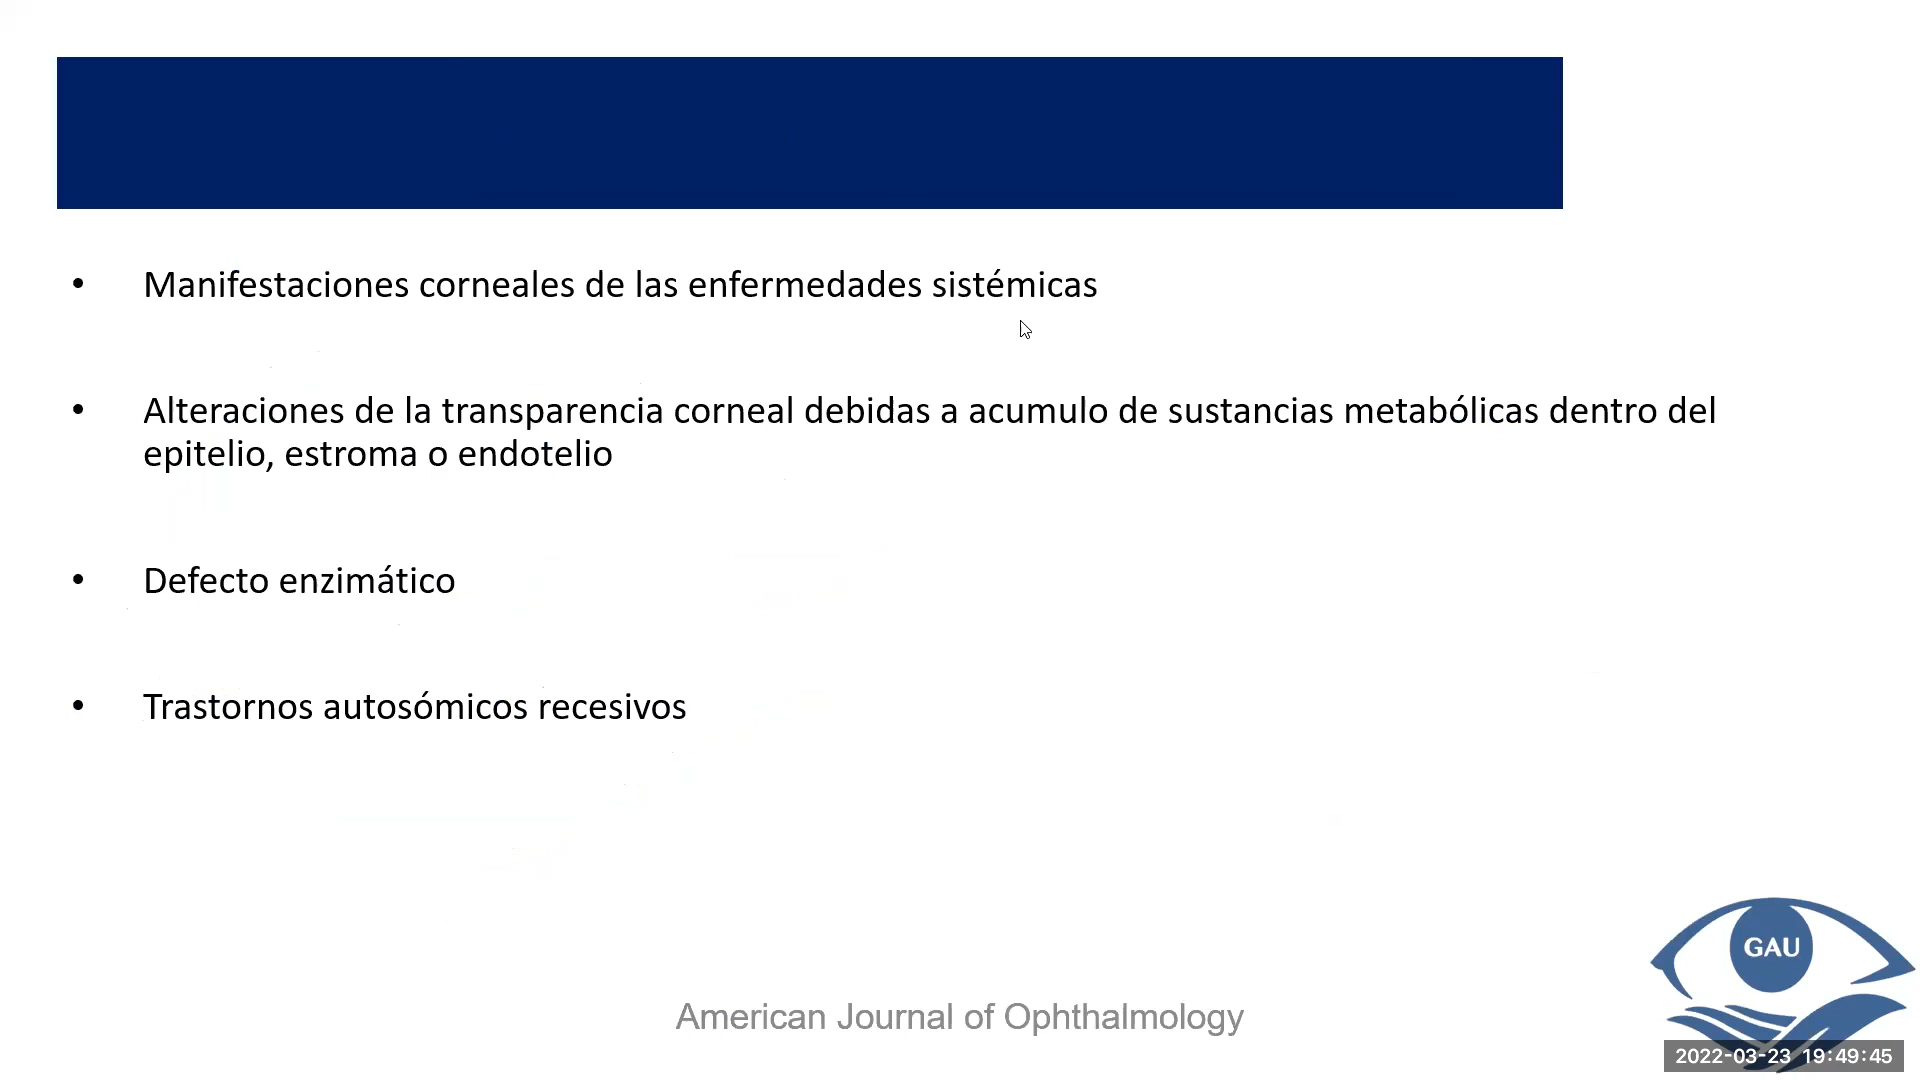 • Manifestaciones corneales de las enfermedades sistémicas
• Alteraciones de la transparencia corneal debidas a acumulo de sustancias metabólicas dentro del
epitelio, estroma o endotelio
• Defecto enzimático
• Trastornos autosómicos recesivos
GAU
American Journal of Ophthalmology
2022-03-23 19:49:45